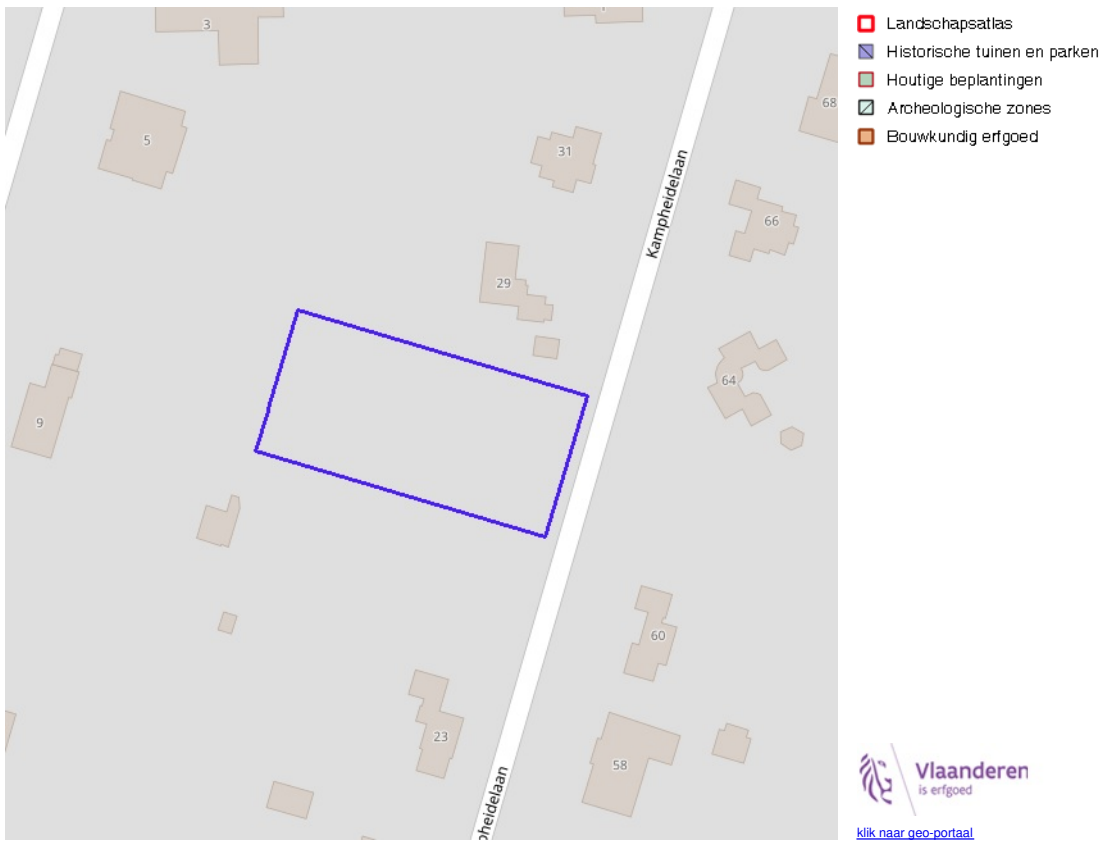 3
5
31
Kampheidelaan
68
66
29
64
9
60
23
58
pheidelaan
Landschapsatlas
Historische tuinen en parken
Houtige beplantingen
Archeologische zones
Bouwkundig erfgoed
Vlaanderen
is erfgoed
klik naar geo-portaal